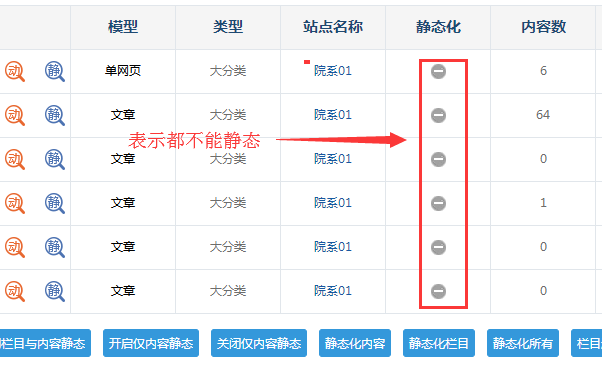 模型 类型 站点名称 静态化 内容数
动 静 单网页 大分类 院系01 6
动 静 文章 大分类 院系01 64
表示都不能静态
动 静 文章 大分类 院系01 0
动 静 文章 大分类 院系01 1
动 静 文章 大分类 院系01 0
动 静 文章 大分类 院系01 0
栏目与内容静态 开启仅内容静态 关闭仅内容静态 静态化内容 静态化栏目 静态化所有 栏目